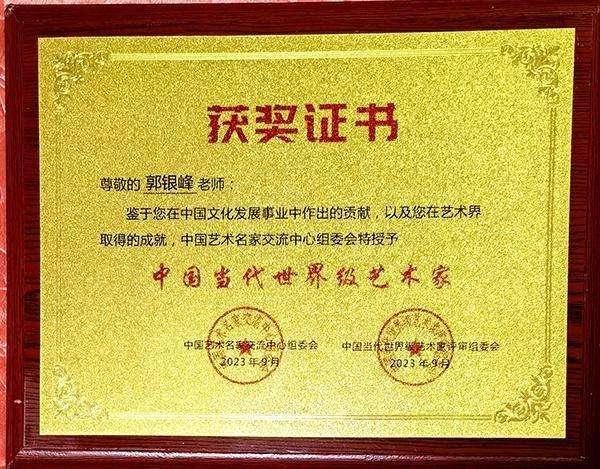 获奖证书
尊敬的 郭银峰 老师：
鉴于您在中国文化发展事业中作出的贡献，以及您在艺术界
取得的成就，中国艺术名家交流中心组委会特授予
中国当代世界级艺术家
中国艺术名家交流中心组委会
2023年9月
中国当代世界级艺术家评审组委会
2023年9月